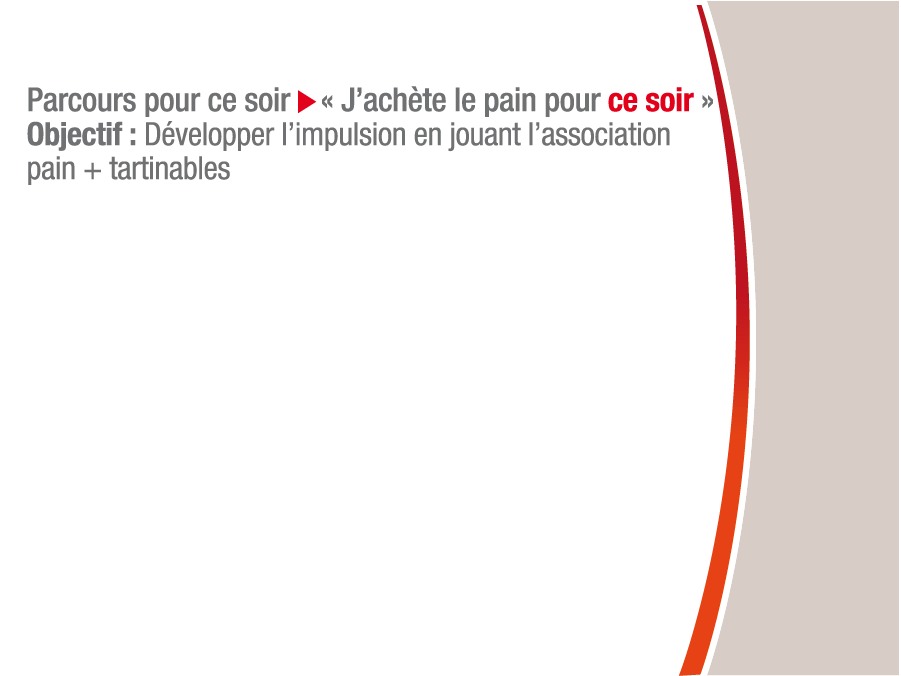 Parcours pour ce soir ▶ « J’achète le pain pour ce soir »
Objectif : Développer l’impulsion en jouant l’association
pain + tartinables